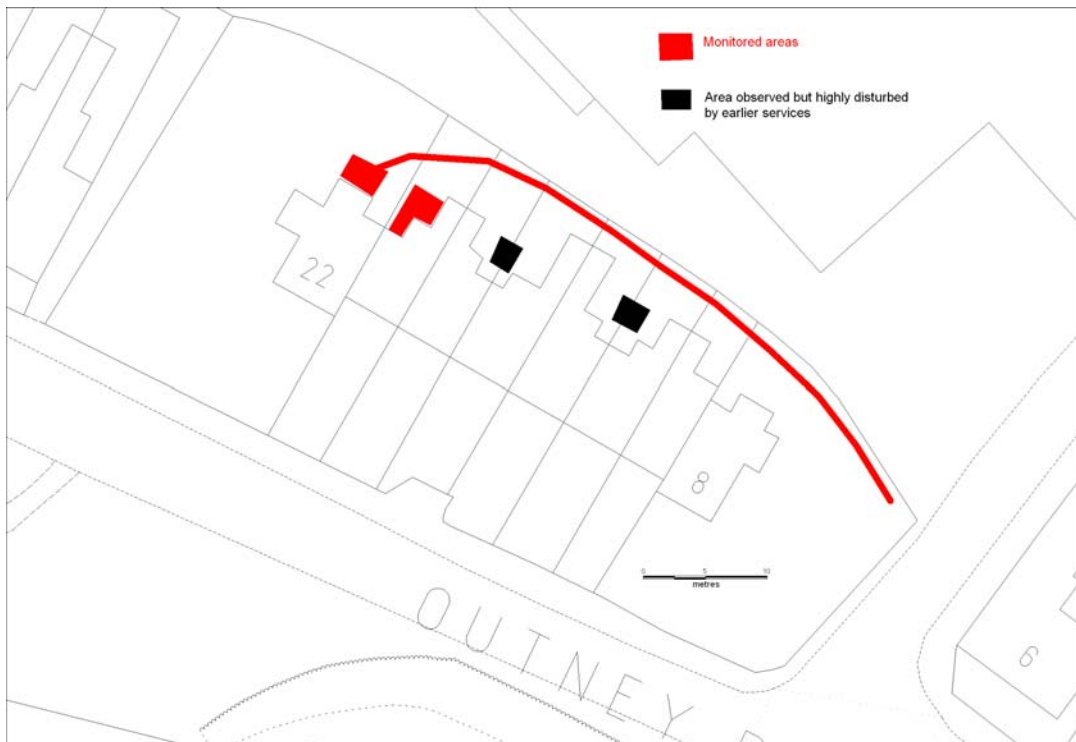 Monitored areas
Area observed but highly disturbed
by earlier services
22
8
0 5 10
metres
OUTNEY
6